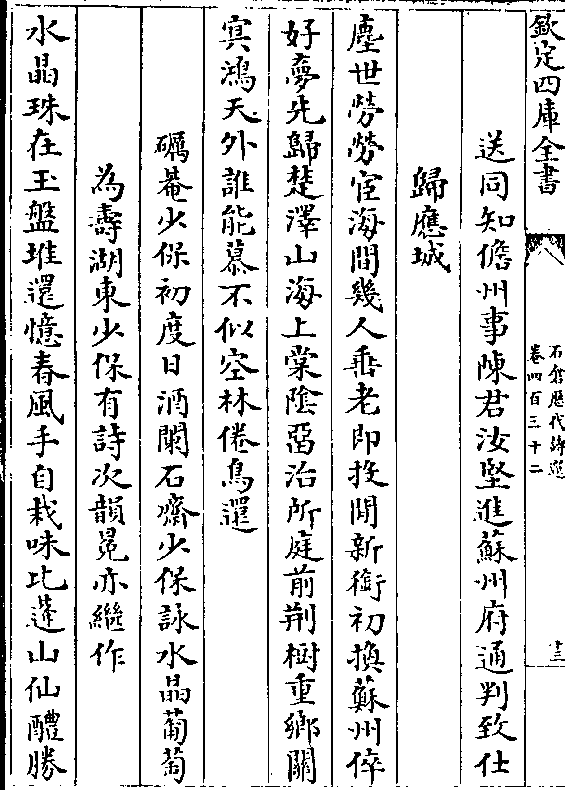 欽定四庫全書
石倉歴代詩選
卷四百三十二
十三
送同知儋州事陳君汝堅進蘇州府通判致仕
歸應城
塵世勞勞宦海間幾人垂老即投閒新銜初換蘇州倅
好夢先歸楚澤山海上棠陰留治所庭前荆樹重鄉關
㝠鴻天外誰能慕不似空林倦鳥還
礪菴少保初度日酒闌石齋少保詠水晶葡萄
為壽湖東少保有詩次韻冕亦繼作
水晶珠在玉盤堆還憶春風手自栽味比蓬山仙醴勝